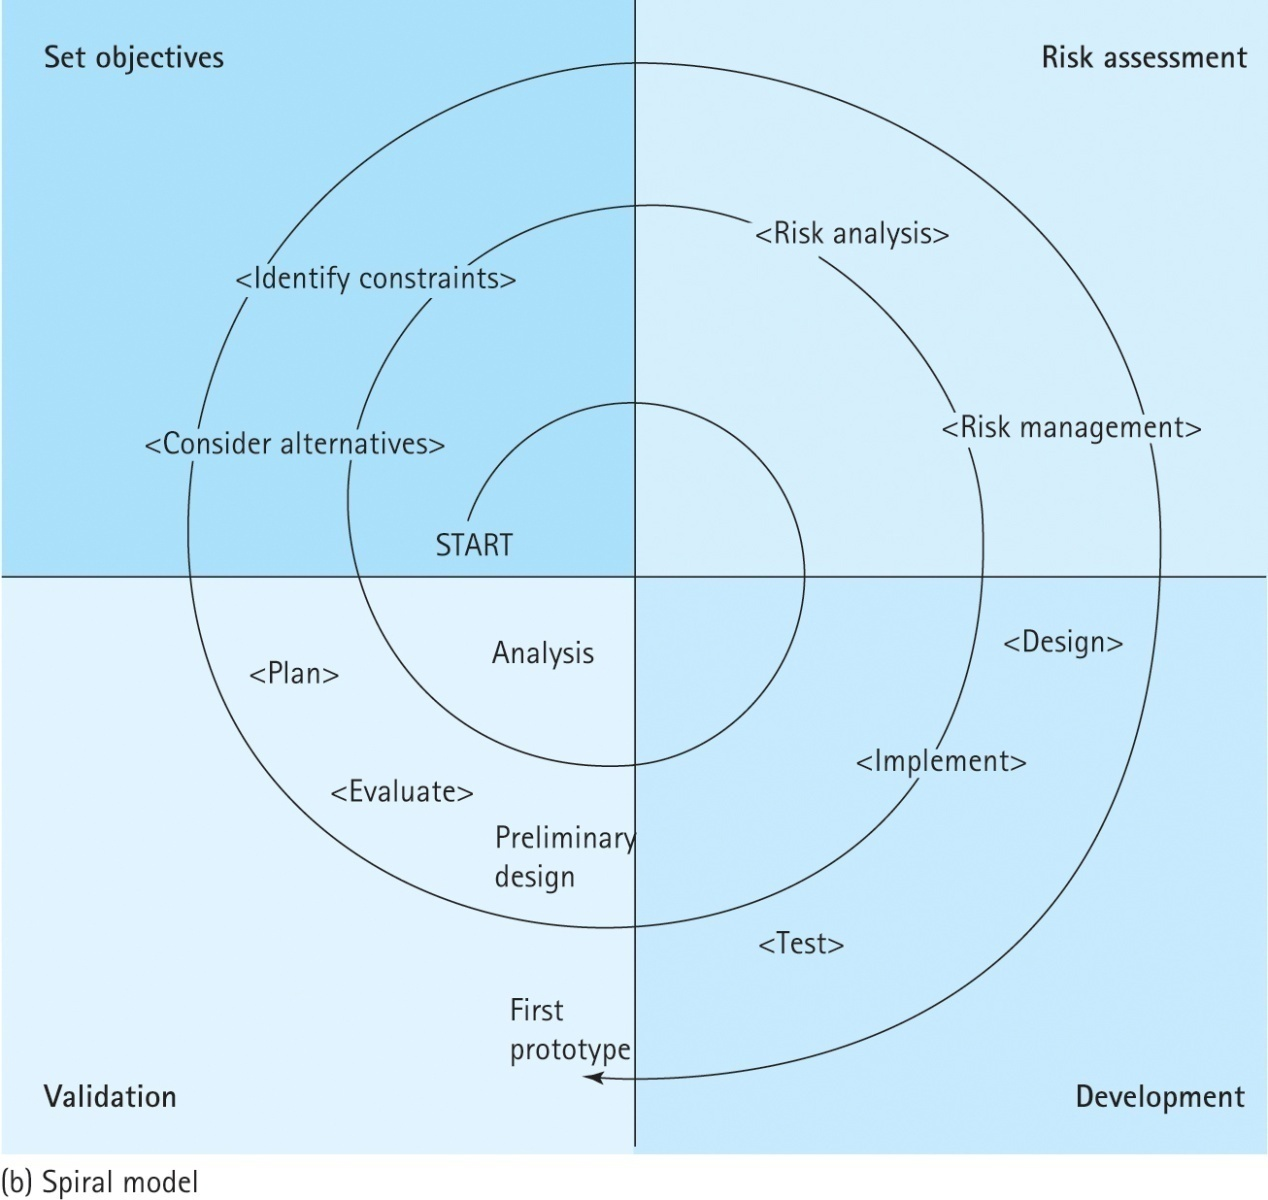 Set objectives
Risk assessment
<Risk analysis>
<Identify constraints>
<Risk management>
<Consider alternatives>
START
<Design>
Analysis
<Plan>
<Implement>
<Evaluate>
Preliminary
design
<Test>
First
prototype
Validation
Development
(b) Spiral model